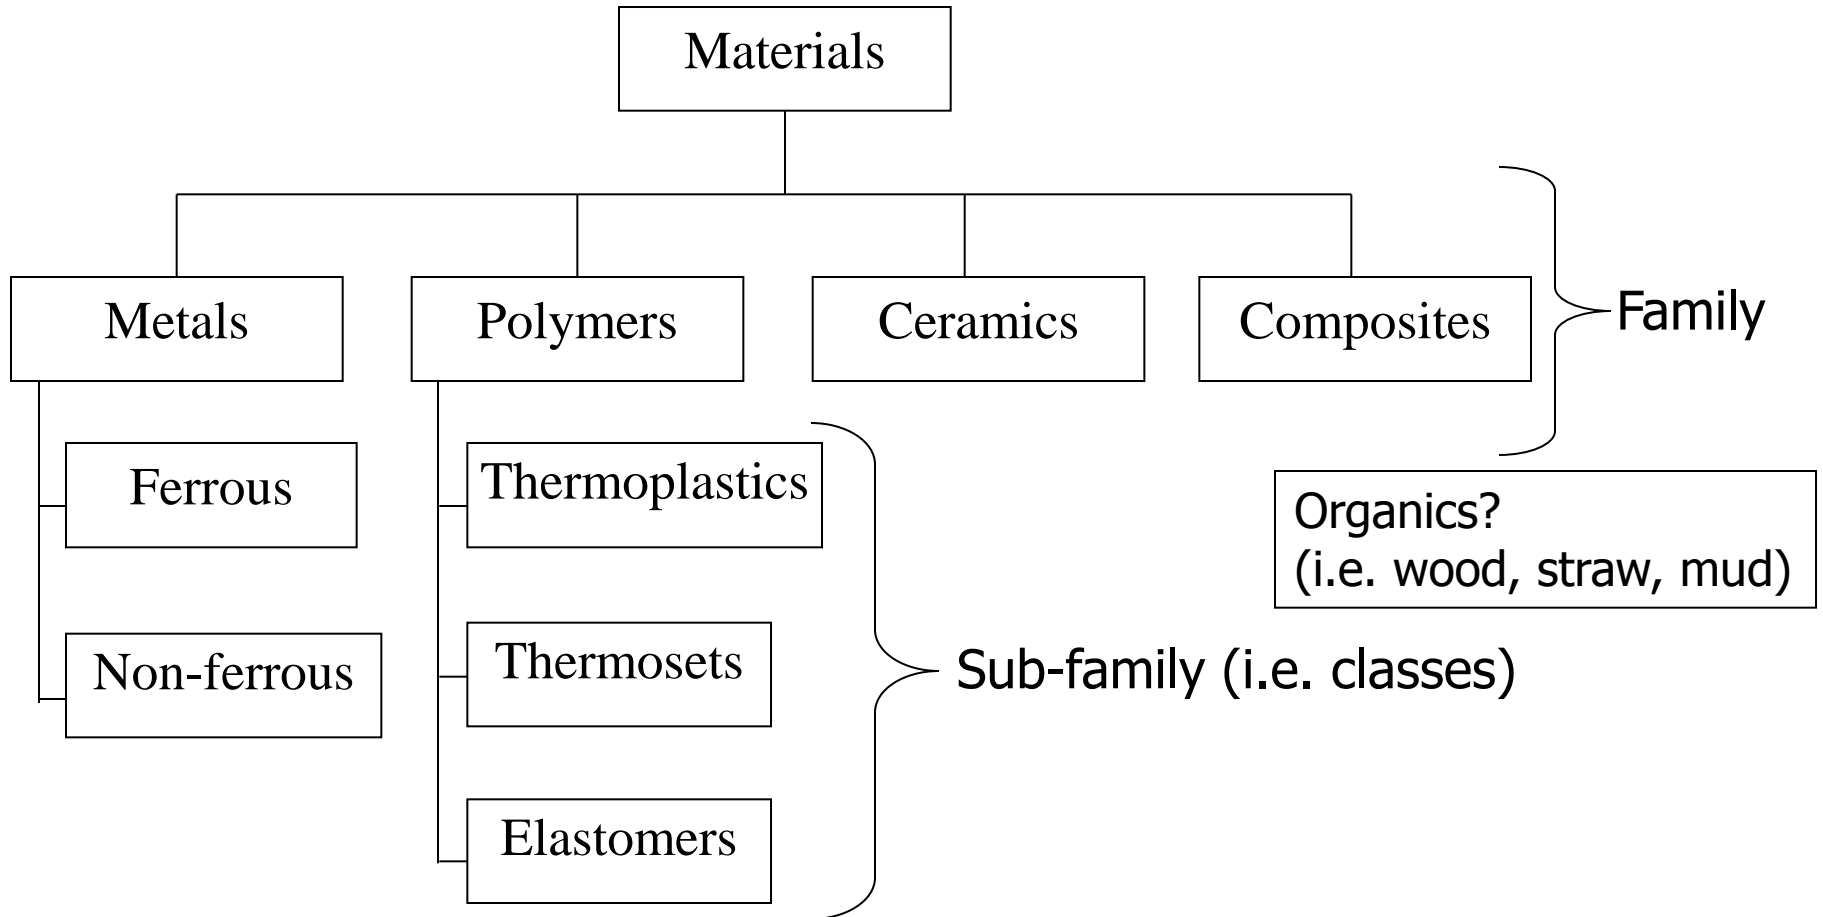 Materials
Metals
Polymers
Ceramics
Composites
Family
Ferrous
Thermoplastics
Organics?
(i.e. wood, straw, mud)
Non-ferrous
Thermosets
Sub-family (i.e. classes)
Elastomers